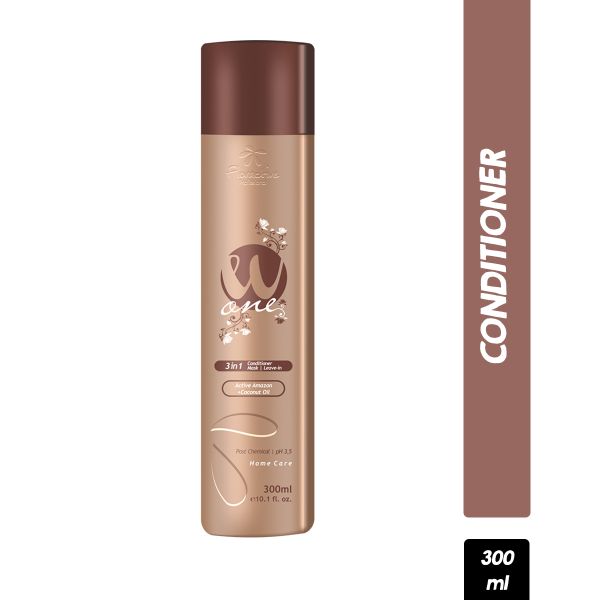 W
one
3 in 1
Conditioner
Mask | Leave-in
Active Amazon
+Coconut Oil
Post Chemical | pH 3,5
Home Care
300ml
e10.1 fl. oz.
CONDITIONER
300
ml